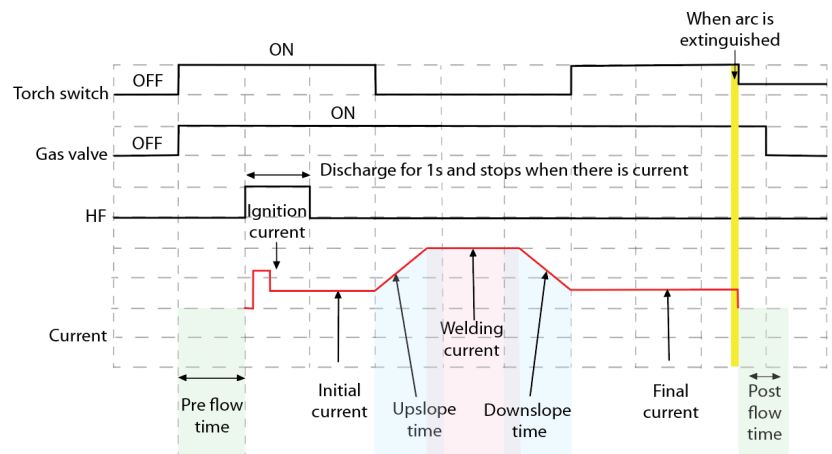 When arc is
extinguished
ON
OFF
Torch switch
ON
OFF
Gas valve
Discharge for 1s and stops when there is current
HF
Ignition
current
Current
Welding
current
Pre flow
time
Initial
current
Upslope
time
Downslope
time
Final
current
Post
flow
time